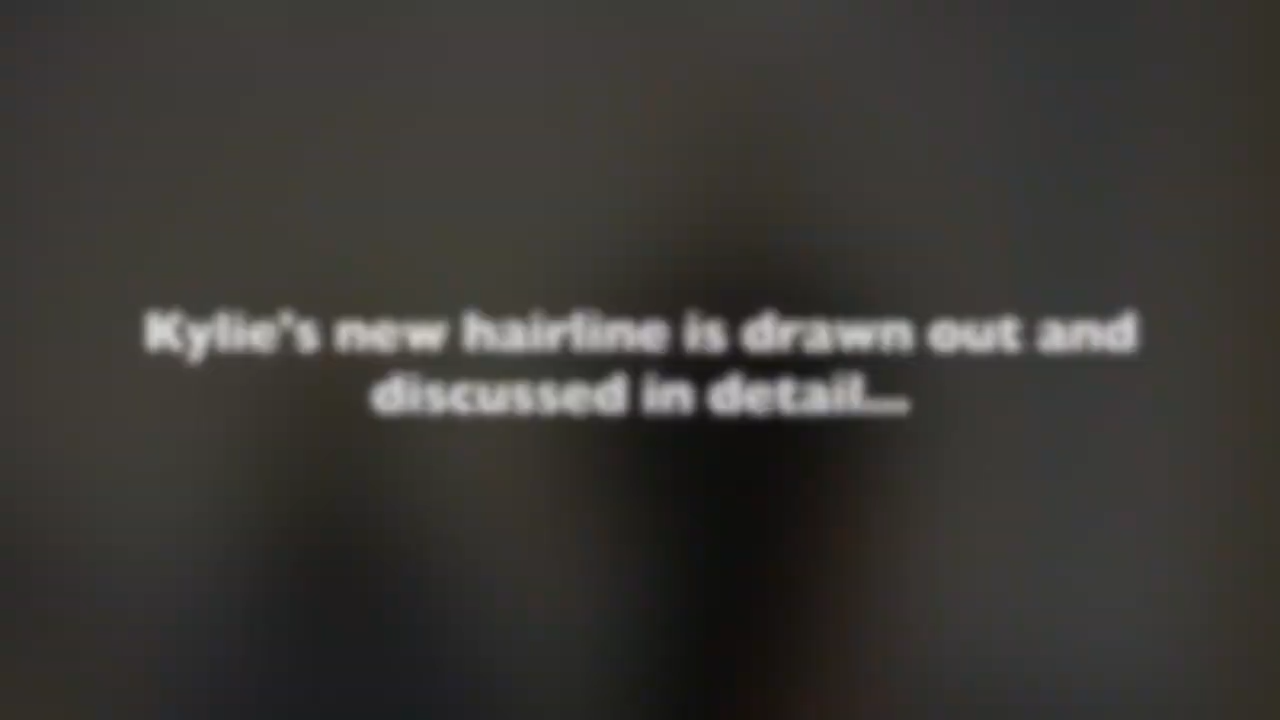 Kylie's new hairline is drawn out and
discussed in detail...